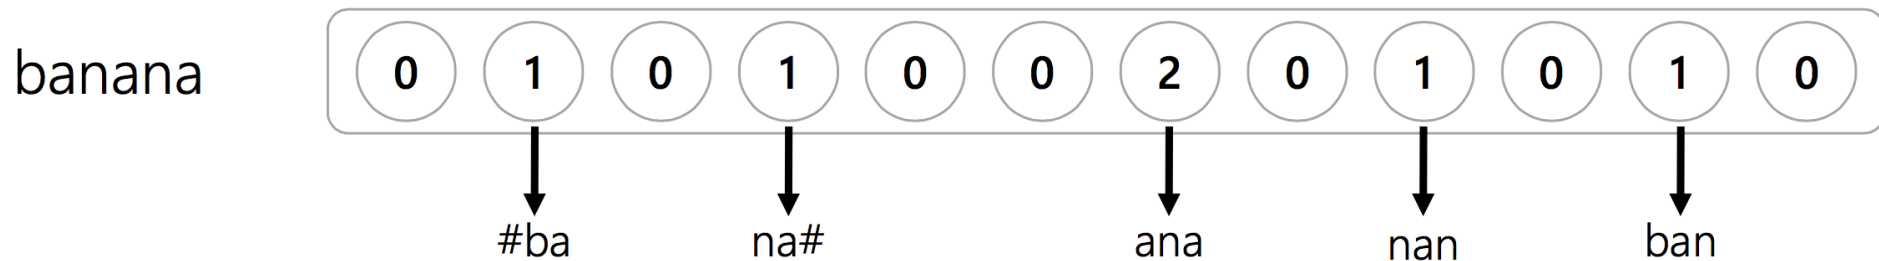 banana 0 1 0 1 0 0 2 0 1 0 1 0
#ba na# ana nan ban